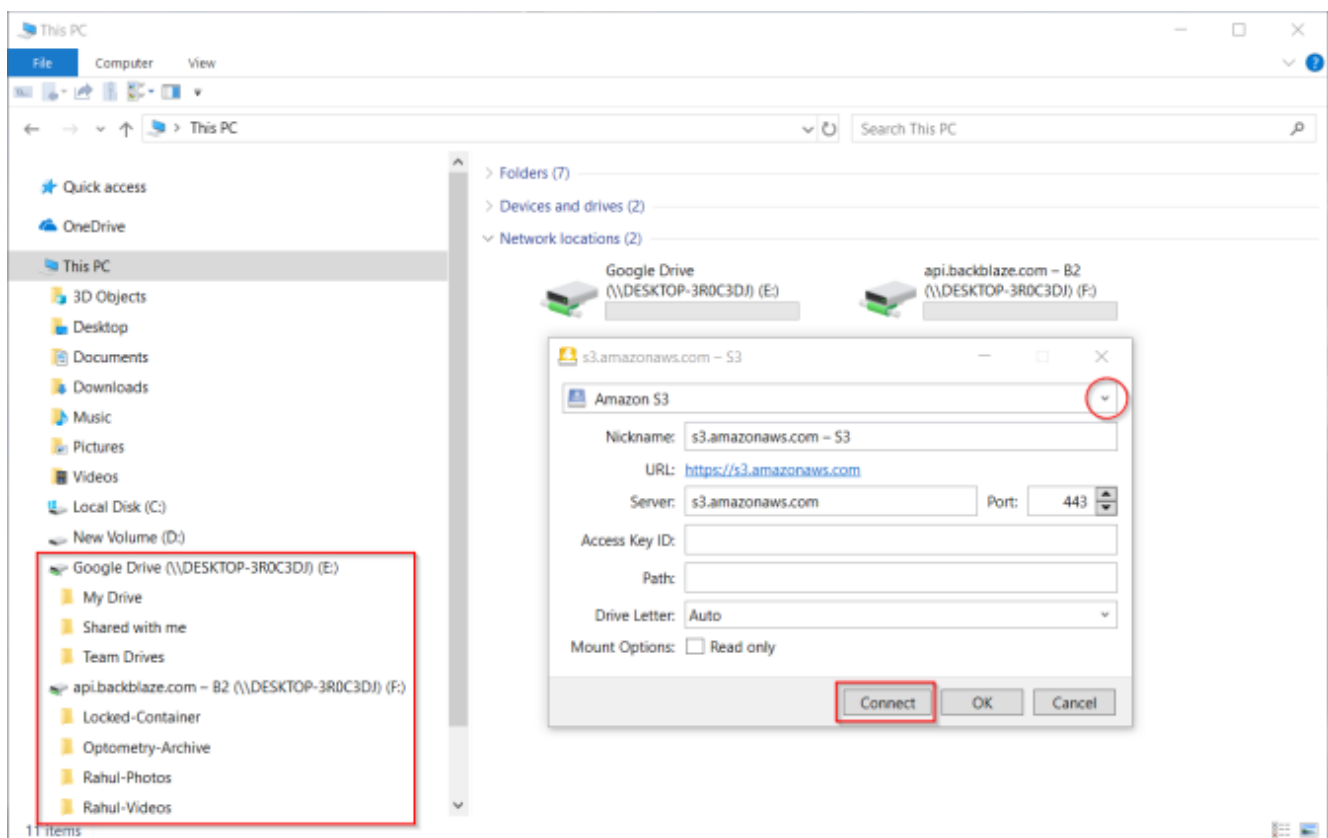 This PC
File Computer View
This PC
Search This PC
Quick access
OneDrive
This PC
3D Objects
Desktop
Documents
Downloads
Music
Pictures
Videos
Local Disk (C:)
New Volume (D:)
Google Drive (\\DESKTOP-3R0C3DJ) (E:)
My Drive
Shared with me
Team Drives
api.backblaze.com – B2 (\\DESKTOP-3R0C3DJ) (F:)
Locked-Container
Optometry-Archive
Rahul-Photos
Rahul-Videos
11 items
Folders (7)
Devices and drives (2)
Network locations (2)
Google Drive
(\\DESKTOP-3R0C3DJ) (E:)
api.backblaze.com – B2
(\\DESKTOP-3R0C3DJ) (F:)
s3.amazonaws.com – S3
Amazon S3
Nickname: s3.amazonaws.com – S3
URL: https://s3.amazonaws.com
Server: s3.amazonaws.com Port: 443
Access Key ID:
Path:
Drive Letter: Auto
Mount Options: Read only
Connect OK Cancel